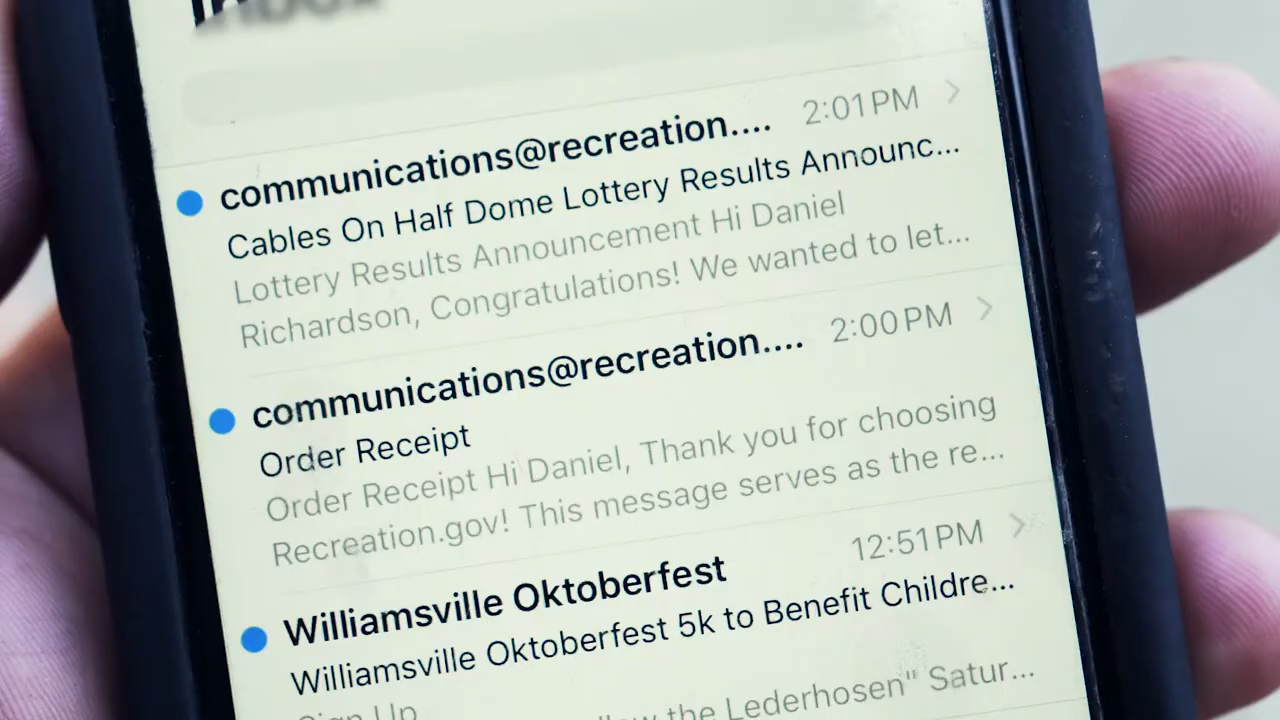 Inbox
communications@recreation.... 2:01 PM
Cables On Half Dome Lottery Results Announc...
Lottery Results Announcement Hi Daniel
Richardson, Congratulations! We wanted to let...
communications@recreation.... 2:00 PM
Order Receipt
Order Receipt Hi Daniel, Thank you for choosing
Recreation.gov! This message serves as the re...
Williamsville Oktoberfest 12:51 PM
Williamsville Oktoberfest 5k to Benefit Childre...
Sign Up the Lederhosen" Satur...